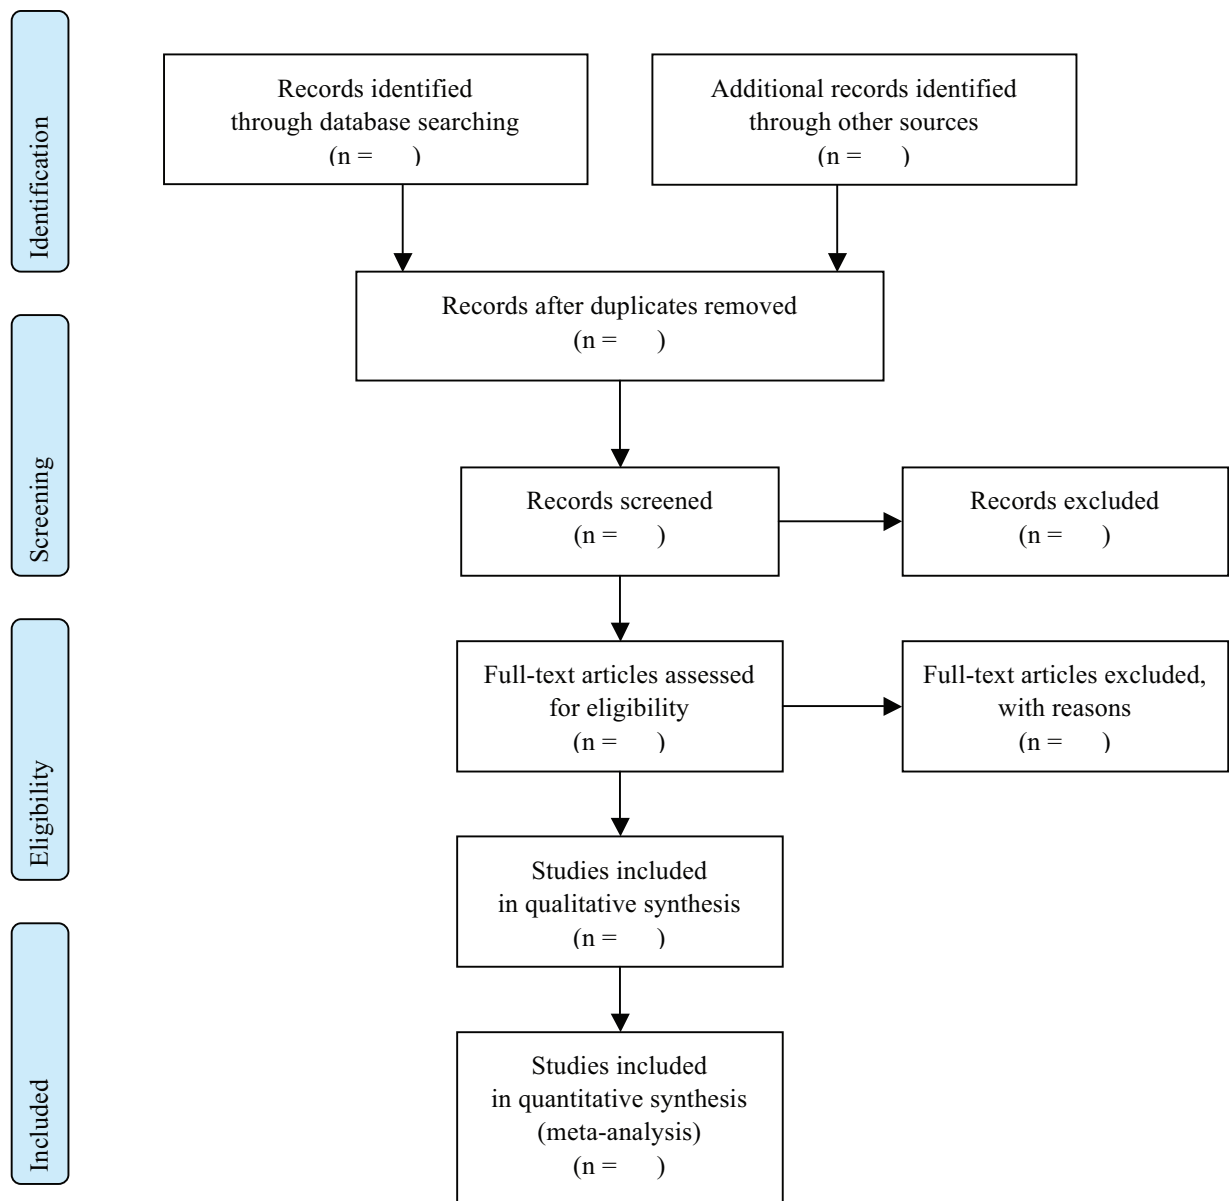 Identification
Records identified
through database searching
(n =     )
Additional records identified
through other sources
(n =     )
Records after duplicates removed
(n =     )
Screening
Records screened
(n =     )
Records excluded
(n =     )
Eligibility
Full-text articles assessed
for eligibility
(n =     )
Full-text articles excluded,
with reasons
(n =     )
Studies included
in qualitative synthesis
(n =     )
Included
Studies included
in quantitative synthesis
(meta-analysis)
(n =     )